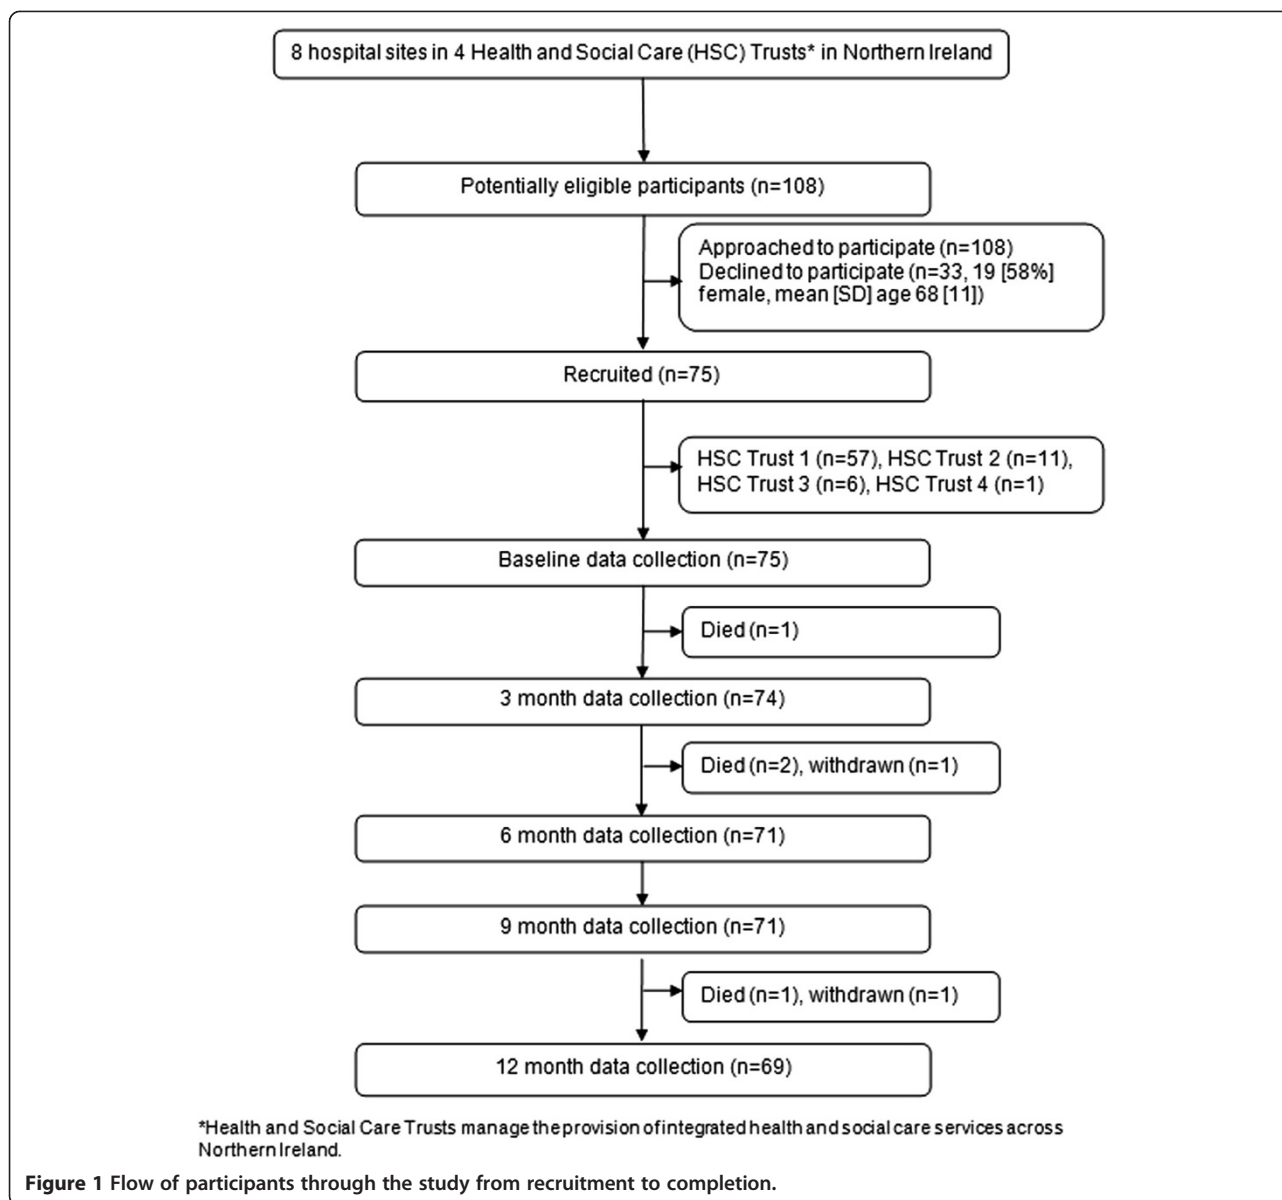 8 hospital sites in 4 Health and Social Care (HSC) Trusts* in Northern Ireland
Potentially eligible participants (n=108)
Approached to participate (n=108)
Declined to participate (n=33, 19 [58%]
female, mean [SD] age 68 [11])
Recruited (n=75)
HSC Trust 1 (n=57), HSC Trust 2 (n=11),
HSC Trust 3 (n=6), HSC Trust 4 (n=1)
Baseline data collection (n=75)
Died (n=1)
3 month data collection (n=74)
Died (n=2), withdrawn (n=1)
6 month data collection (n=71)
9 month data collection (n=71)
Died (n=1), withdrawn (n=1)
12 month data collection (n=69)
*Health and Social Care Trusts manage the provision of integrated health and social care services across
Northern Ireland.
Figure 1 Flow of participants through the study from recruitment to completion.